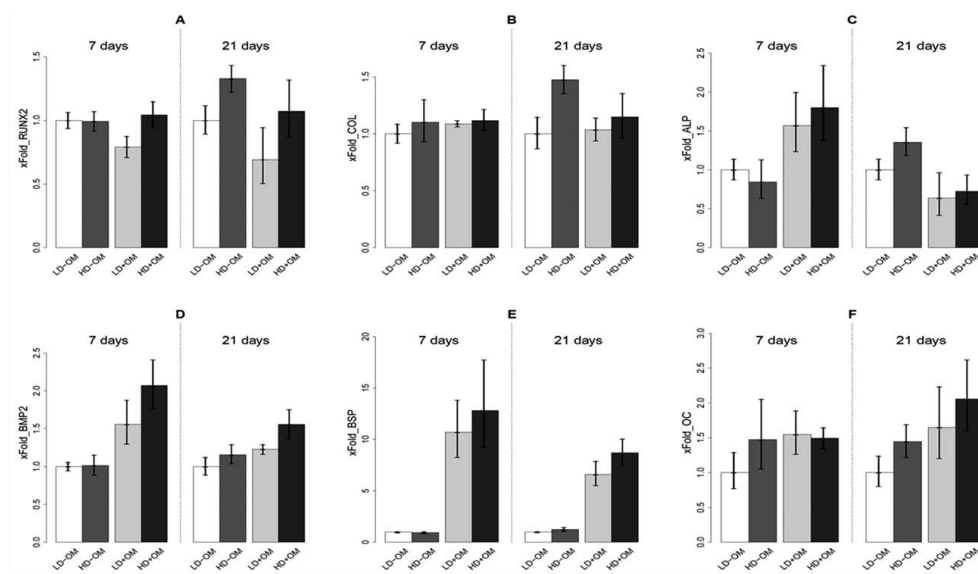 A
7 days 21 days
xFold_RUNX2
1.5
1.0
0.5
0.0
LD−OM HD−OM LD+OM HD+OM LD−OM HD−OM LD+OM HD+OM
B
7 days 21 days
xFold_COL
1.5
1.0
0.5
0.0
LD−OM HD−OM LD+OM HD+OM LD−OM HD−OM LD+OM HD+OM
C
7 days 21 days
xFold_ALP
2.5
2.0
1.5
1.0
0.5
0.0
LD−OM HD−OM LD+OM HD+OM LD−OM HD−OM LD+OM HD+OM
D
7 days 21 days
xFold_BMP2
2.5
2.0
1.5
1.0
0.5
0.0
LD−OM HD−OM LD+OM HD+OM LD−OM HD−OM LD+OM HD+OM
E
7 days 21 days
xFold_BSP
20
15
10
5
0
LD−OM HD−OM LD+OM HD+OM LD−OM HD−OM LD+OM HD+OM
F
7 days 21 days
xFold_OC
3.0
2.5
2.0
1.5
1.0
0.5
0.0
LD−OM HD−OM LD+OM HD+OM LD−OM HD−OM LD+OM HD+OM